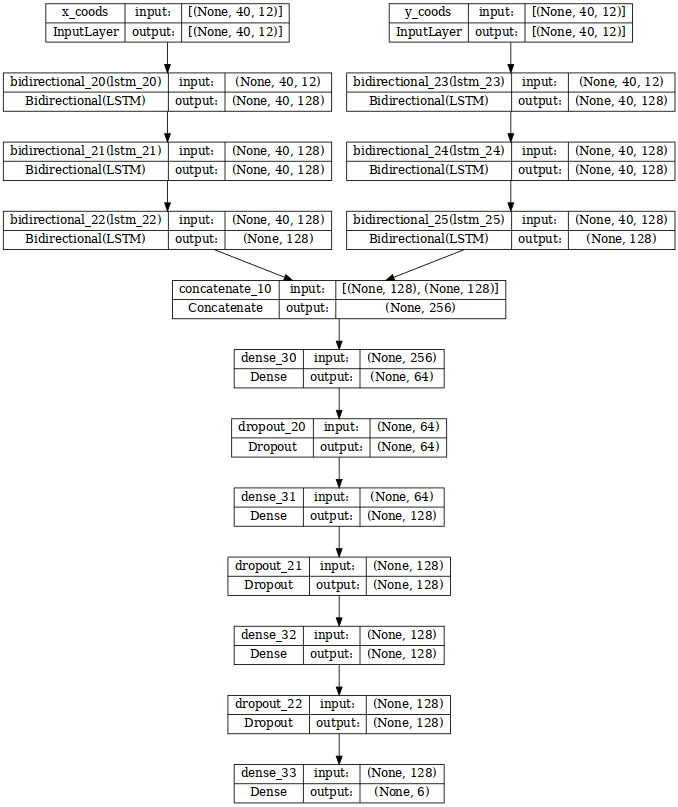 x_coods input: [(None, 40, 12)]
InputLayer output: [(None, 40, 12)]
y_coods input: [(None, 40, 12)]
InputLayer output: [(None, 40, 12)]
bidirectional_20(lstm_20) input: (None, 40, 12)
Bidirectional(LSTM) output: (None, 40, 128)
bidirectional_23(lstm_23) input: (None, 40, 12)
Bidirectional(LSTM) output: (None, 40, 128)
bidirectional_21(lstm_21) input: (None, 40, 128)
Bidirectional(LSTM) output: (None, 40, 128)
bidirectional_24(lstm_24) input: (None, 40, 128)
Bidirectional(LSTM) output: (None, 40, 128)
bidirectional_22(lstm_22) input: (None, 40, 128)
Bidirectional(LSTM) output: (None, 128)
bidirectional_25(lstm_25) input: (None, 40, 128)
Bidirectional(LSTM) output: (None, 128)
concatenate_10 input: [(None, 128), (None, 128)]
Concatenate output: (None, 256)
dense_30 input: (None, 256)
Dense output: (None, 64)
dropout_20 input: (None, 64)
Dropout output: (None, 64)
dense_31 input: (None, 64)
Dense output: (None, 128)
dropout_21 input: (None, 128)
Dropout output: (None, 128)
dense_32 input: (None, 128)
Dense output: (None, 128)
dropout_22 input: (None, 128)
Dropout output: (None, 128)
dense_33 input: (None, 128)
Dense output: (None, 6)